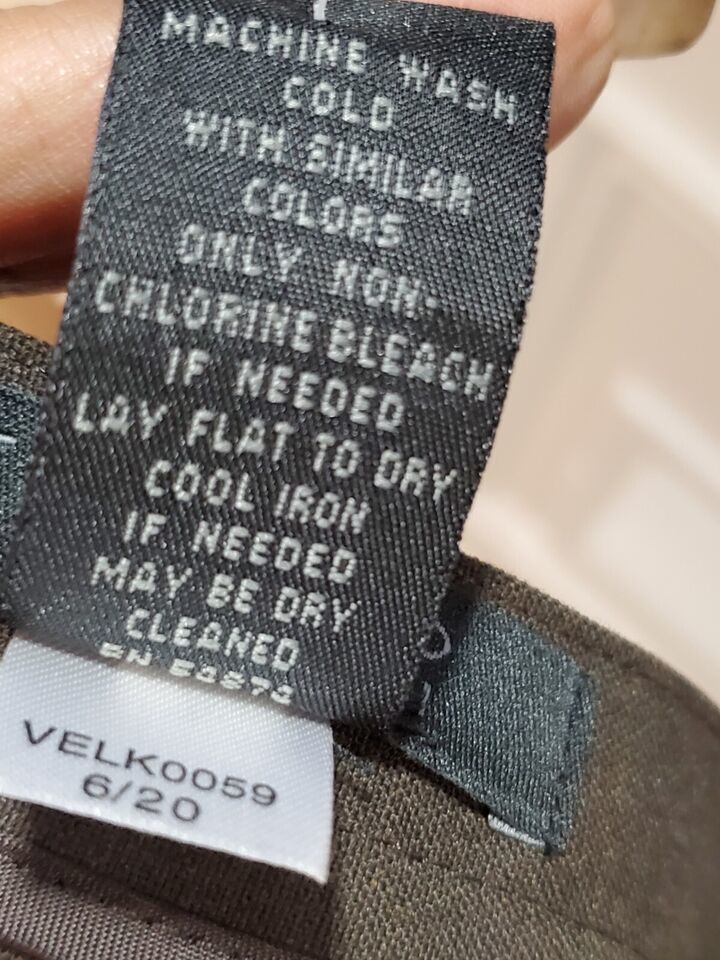 MACHINE WASH
COLD
WITH SIMILAR
COLORS
ONLY NON-
CHLORINE BLEACH
IF NEEDED
LAY FLAT TO DRY
COOL IRON
IF NEEDED
MAY BE DRY
CLEANED
VELK0059
6/20